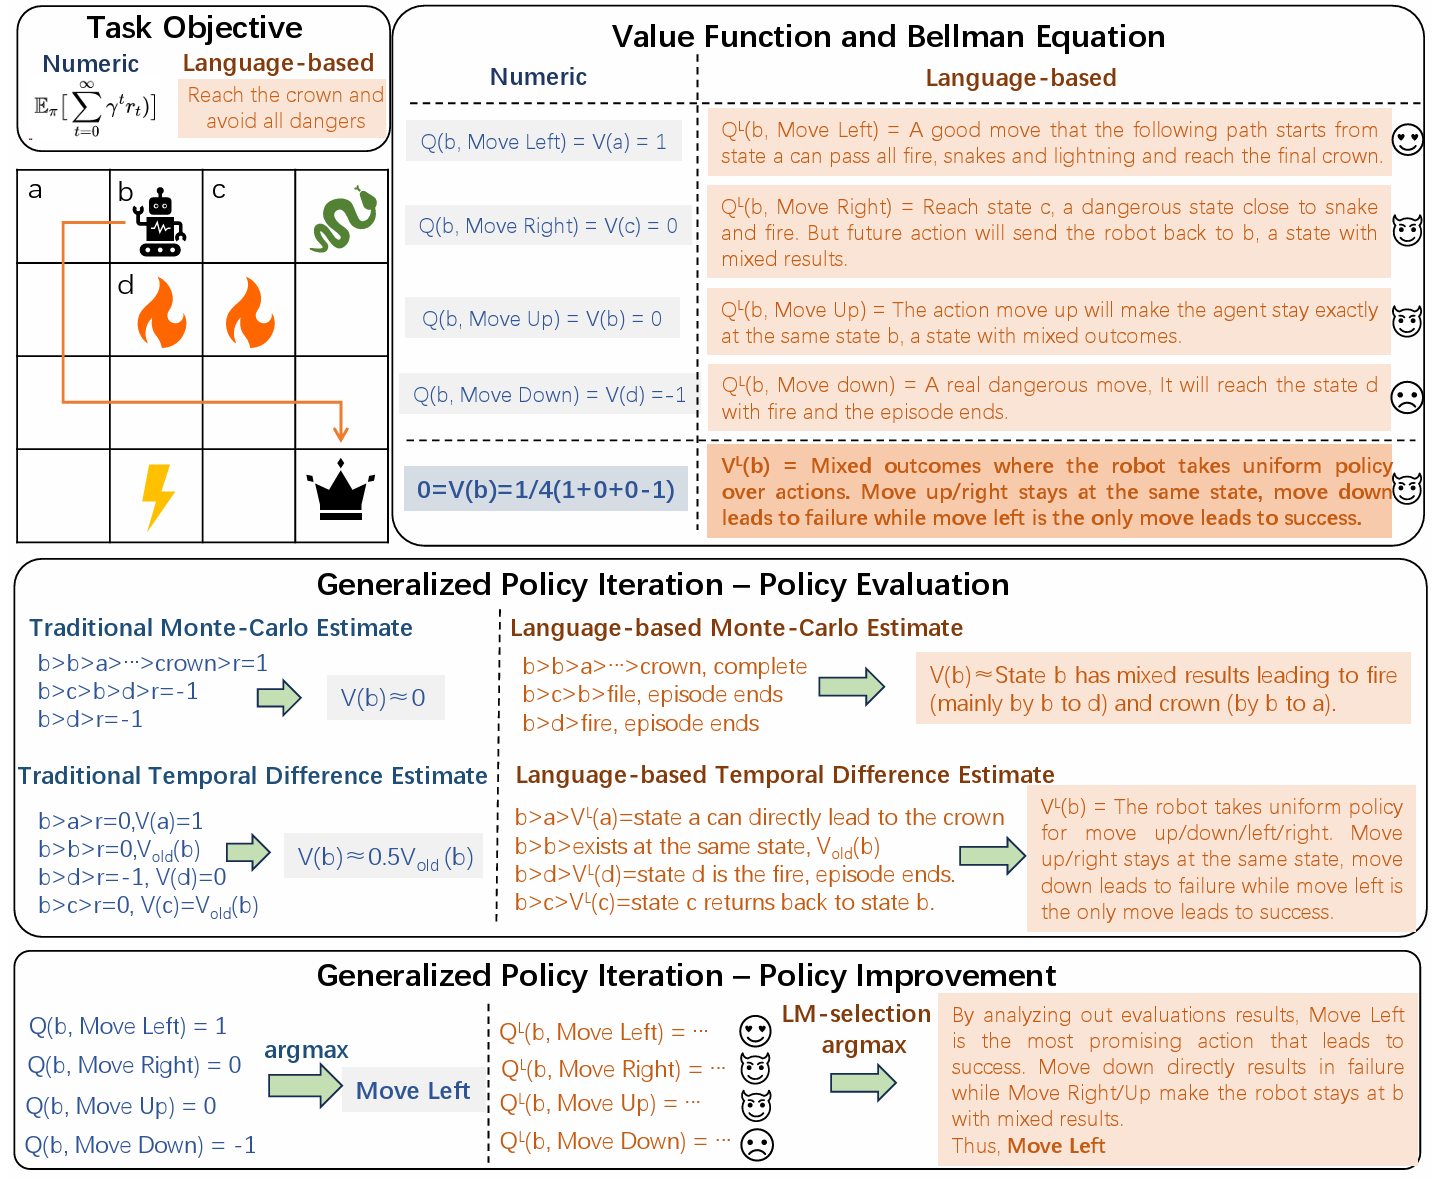 Task Objective
Numeric
Language-based
𝔼π[∑_{t=0}^{∞} γ^t r_t)]
Reach the crown and
avoid all dangers
a
b
c
d
Value Function and Bellman Equation
Numeric
Language-based
Q(b, Move Left) = V(a) = 1
Q^L(b, Move Left) = A good move that the following path starts from
state a can pass all fire, snakes and lightning and reach the final crown.
Q(b, Move Right) = V(c) = 0
Q^L(b, Move Right) = Reach state c, a dangerous state close to snake
and fire. But future action will send the robot back to b, a state with
mixed results.
Q(b, Move Up) = V(b) = 0
Q^L(b, Move Up) = The action move up will make the agent stay exactly
at the same state b, a state with mixed outcomes.
Q(b, Move Down) = V(d) =-1
Q^L(b, Move down) = A real dangerous move, It will reach the state d
with fire and the episode ends.
0=V(b)=1/4(1+0+0-1)
V^L(b) = Mixed outcomes where the robot takes uniform policy
over actions. Move up/right stays at the same state, move down
leads to failure while move left is the only move leads to success.
Generalized Policy Iteration – Policy Evaluation
Traditional Monte-Carlo Estimate
b>b>a>···>crown>r=1
b>c>b>d>r=-1
b>d>r=-1
V(b)≈0
Language-based Monte-Carlo Estimate
b>b>a>···>crown, complete
b>c>b>file, episode ends
b>d>fire, episode ends
V(b)≈State b has mixed results leading to fire
(mainly by b to d) and crown (by b to a).
Traditional Temporal Difference Estimate
b>a>r=0,V(a)=1
b>b>r=0,V_old(b)
b>d>r=-1, V(d)=0
b>c>r=0, V(c)=V_old(b)
V(b)≈0.5V_old (b)
Language-based Temporal Difference Estimate
b>a>V^L(a)=state a can directly lead to the crown
b>b>exists at the same state, V_old(b)
b>d>V^L(d)=state d is the fire, episode ends.
b>c>V^L(c)=state c returns back to state b.
V^L(b) = The robot takes uniform policy
for move up/down/left/right. Move
up/right stays at the same state, move
down leads to failure while move left is
the only move leads to success.
Generalized Policy Iteration – Policy Improvement
Q(b, Move Left) = 1
Q(b, Move Right) = 0
Q(b, Move Up) = 0
Q(b, Move Down) = -1
argmax
Move Left
Q^L(b, Move Left) = ···
Q^L(b, Move Right) = ···
Q^L(b, Move Up) = ···
Q^L(b, Move Down) = ···
LM-selection
argmax
By analyzing out evaluations results, Move Left
is the most promising action that leads to
success. Move down directly results in failure
while Move Right/Up make the robot stays at b
with mixed results.
Thus, Move Left